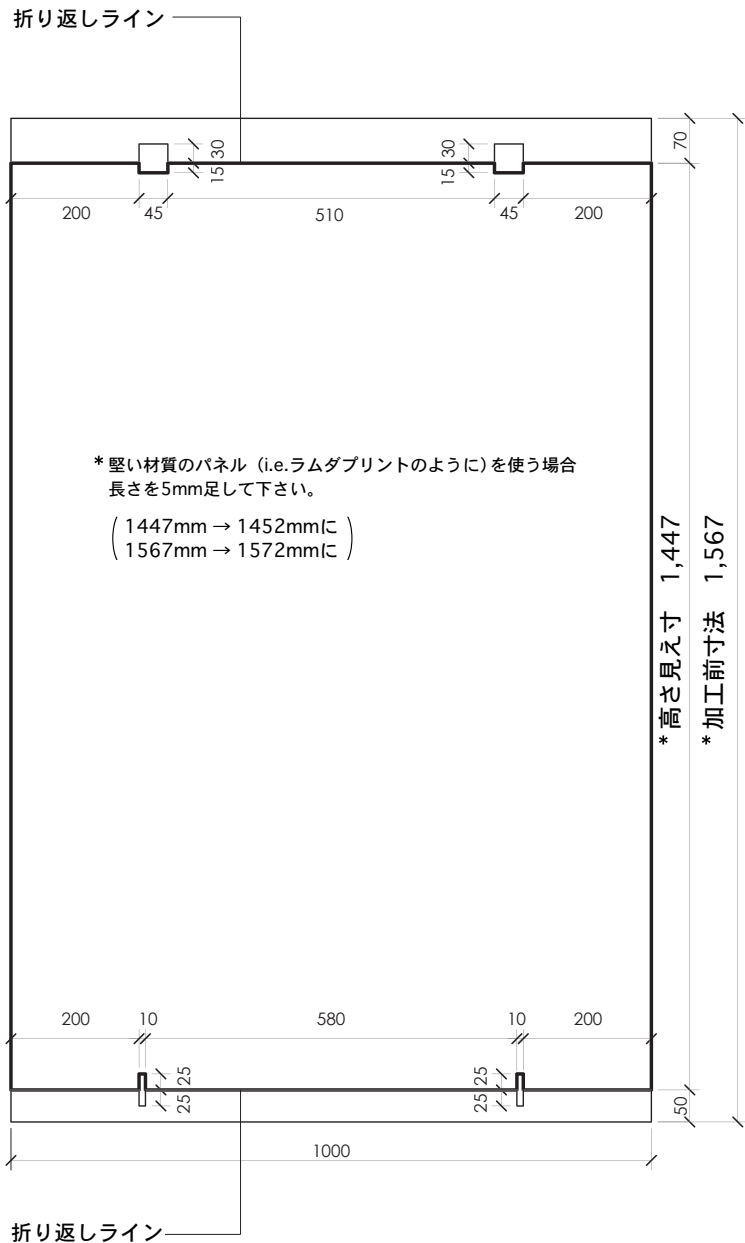 折り返しライン
70
30
15
30
15
200
45
510
45
200
* 堅い材質のパネル（i.e.ラムダプリントのように）を使う場合
長さを5mm足して下さい。
1447mm → 1452mmに
1567mm → 1572mmに
*高さ見え寸 1,447
*加工前寸法 1,567
200
10
580
10
200
25
25
25
25
50
1000
折り返しライン